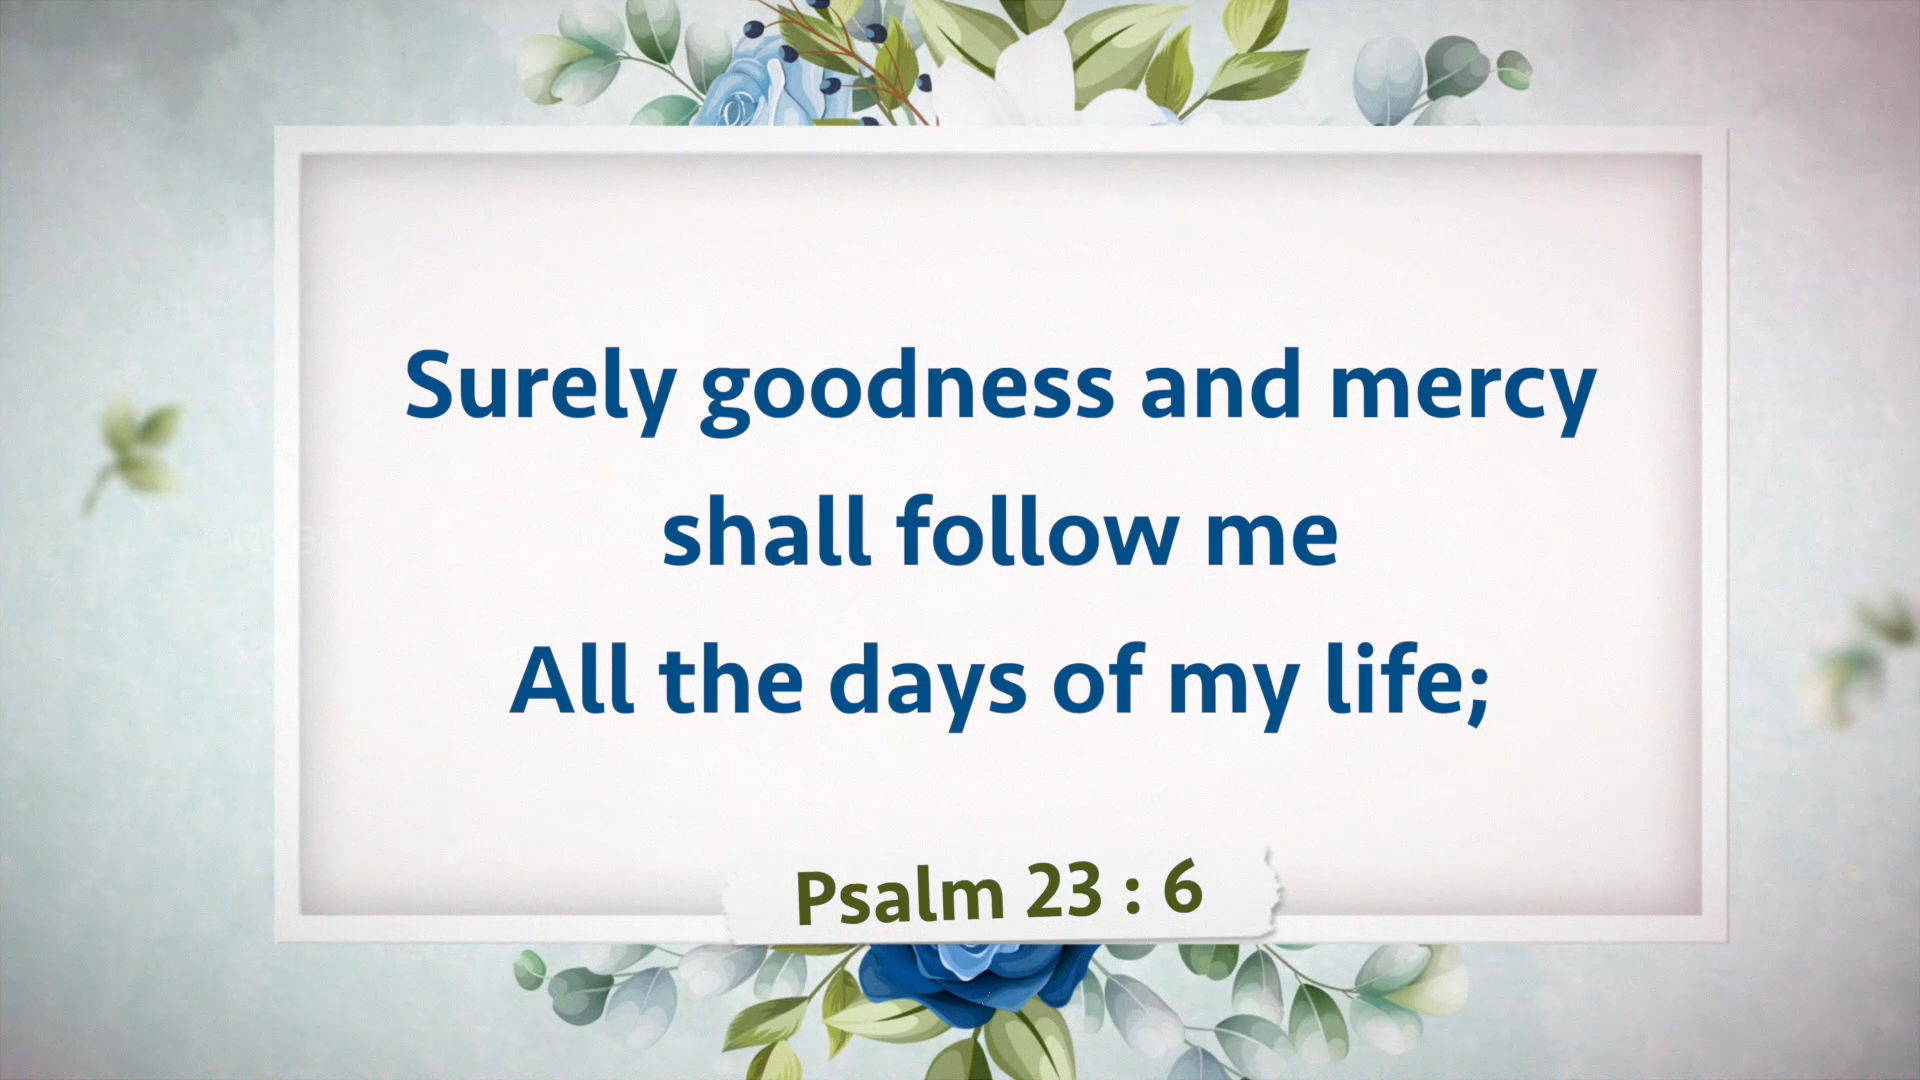 Surely goodness and mercy
shall follow me
All the days of my life;
Psalm 23 : 6